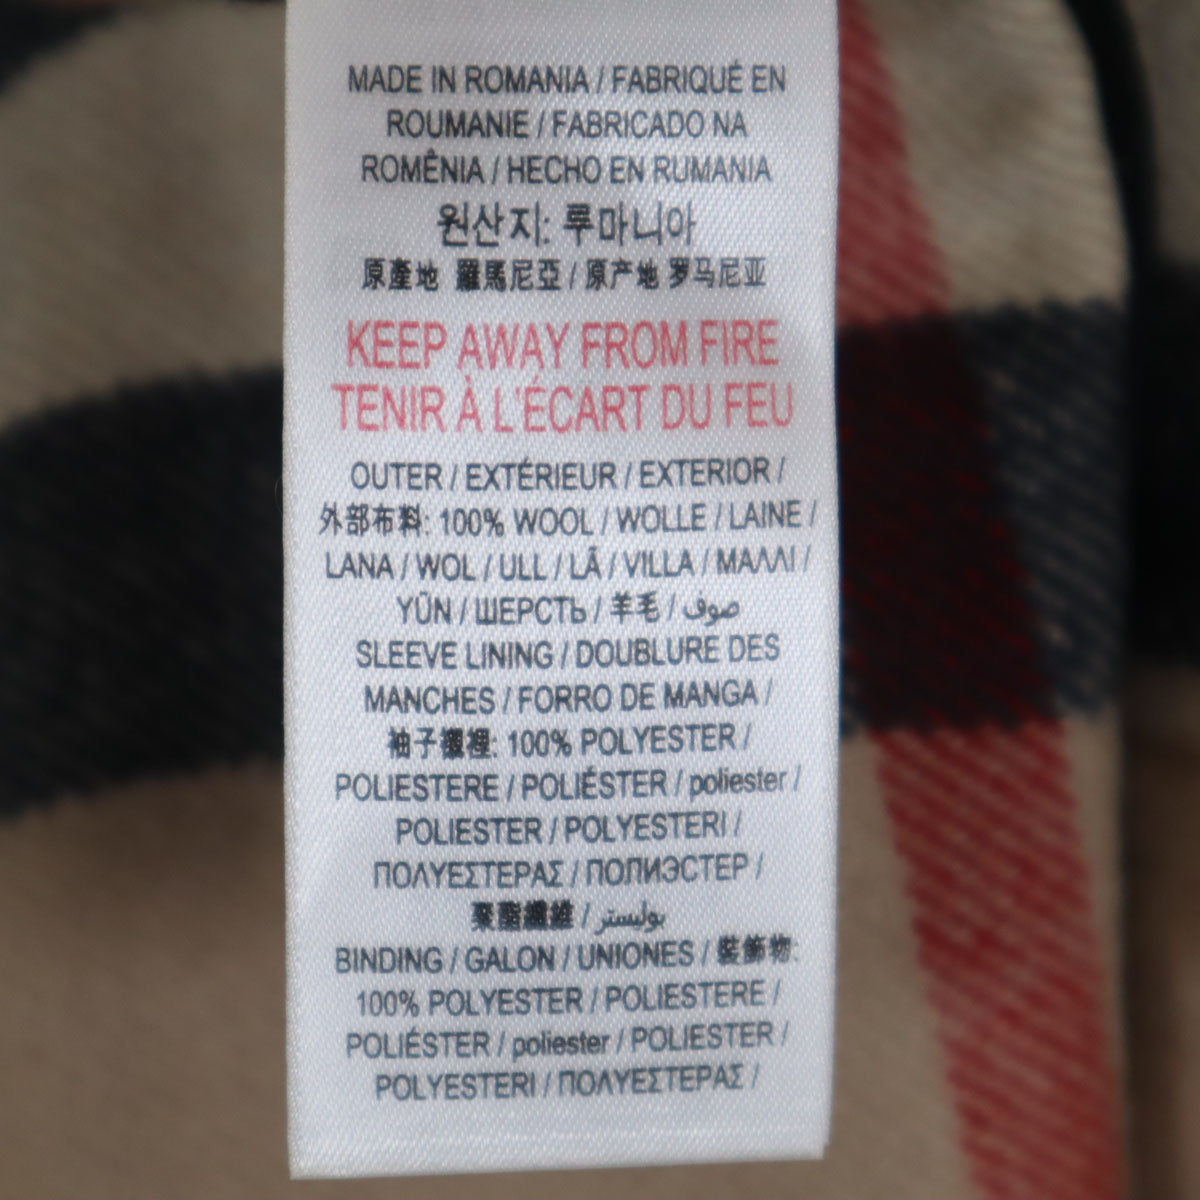 MADE IN ROMANIA / FABRIQUÉ EN
ROUMANIE / FABRICADO NA
ROMÊNIA / HECHO EN RUMANIA
원산지: 루마니아
原產地 羅馬尼亞 / 原产地 罗马尼亚
KEEP AWAY FROM FIRE
TENIR À L'ÉCART DU FEU
OUTER / EXTÉRIEUR / EXTERIOR /
外部布料: 100% WOOL / WOLLE / LAINE /
LANA / WOL / ULL / LÃ / VILLA / ΜΑΛΛΙ /
YŪN / ШЕРСТЬ / 羊毛 / صوف
SLEEVE LINING / DOUBLURE DES
MANCHES / FORRO DE MANGA /
袖子襯裡: 100% POLYESTER /
POLIESTERE / POLIÉSTER / poliester /
POLIESTER / POLYESTERI /
ΠΟΛΥΕΣΤΕΡΑΣ / ПОЛИЭСТЕР /
聚酯纖維 / بوليستر
BINDING / GALON / UNIONES / 裝飾物:
100% POLYESTER / POLIESTERE /
POLIÉSTER / poliester / POLIESTER /
POLYESTERI / ΠΟΛΥΕΣΤΕΡΑΣ /